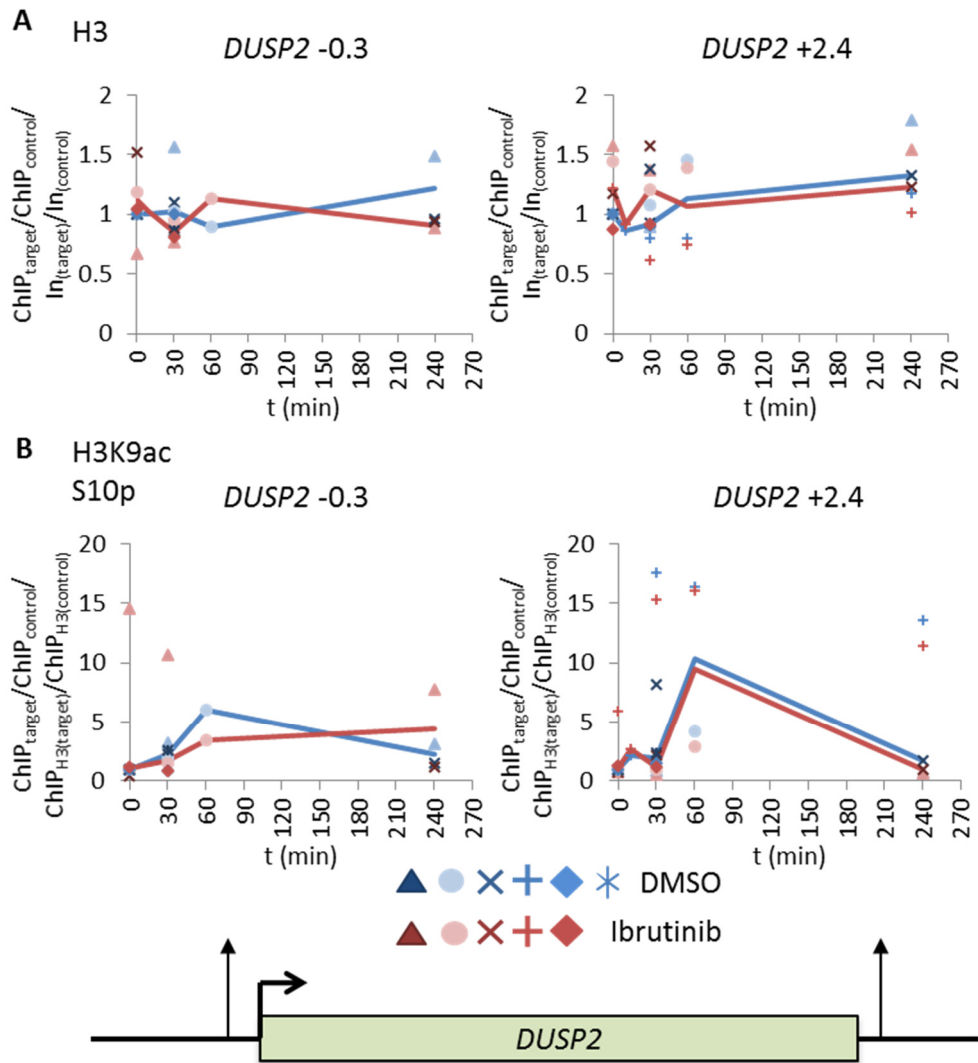 A H3
DUSP2 -0.3
DUSP2 +2.4
ChIPtarget/ChIPcontrol/
In(target)/In(control)
2
1.5
1
0.5
0
0 30 60 90 120 150 180 210 240 270
t (min)
ChIPtarget/ChIPcontrol/
In(target)/In(control)
2
1.5
1
0.5
0
0 30 60 90 120 150 180 210 240 270
t (min)
B H3K9ac
S10p
DUSP2 -0.3
DUSP2 +2.4
ChIPtarget/ChIPcontrol/
ChIPH3(target)/ChIPH3(control)
20
15
10
5
0
0 30 60 90 120 150 180 210 240 270
t (min)
ChIPtarget/ChIPcontrol/
ChIPH3(target)/ChIPH3(control)
20
15
10
5
0
0 30 60 90 120 150 180 210 240 270
t (min)
DMSO
Ibrutinib
DUSP2